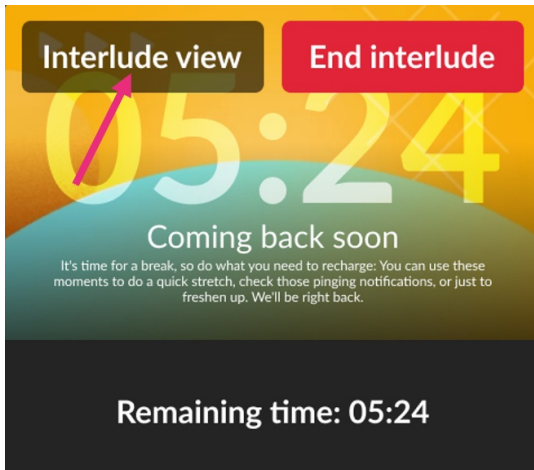 Interlude view
End interlude
05:24
Coming back soon
It's time for a break, so do what you need to recharge: You can use these
moments to do a quick stretch, check those pinging notifications, or just to
freshen up. We'll be right back.
Remaining time: 05:24